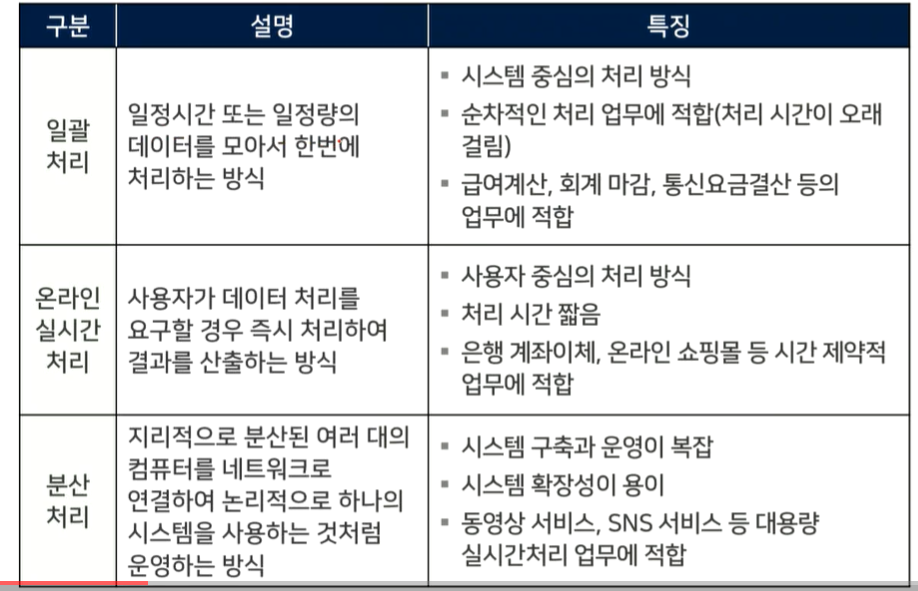 구분
설명
특징
일괄
처리
일정시간 또는 일정량의
데이터를 모아서 한번에
처리하는 방식
▪ 시스템 중심의 처리 방식
▪ 순차적인 처리 업무에 적합(처리 시간이 오래
걸림)
▪ 급여계산, 회계 마감, 통신요금결산 등의
업무에 적합
온라인
실시간
처리
사용자가 데이터 처리를
요구할 경우 즉시 처리하여
결과를 산출하는 방식
▪ 사용자 중심의 처리 방식
▪ 처리 시간 짧음
▪ 은행 계좌이체, 온라인 쇼핑몰 등 시간 제약적
업무에 적합
분산
처리
지리적으로 분산된 여러 대의
컴퓨터를 네트워크로
연결하여 논리적으로 하나의
시스템을 사용하는 것처럼
운영하는 방식
▪ 시스템 구축과 운영이 복잡
▪ 시스템 확장성이 용이
▪ 동영상 서비스, SNS 서비스 등 대용량
실시간처리 업무에 적합